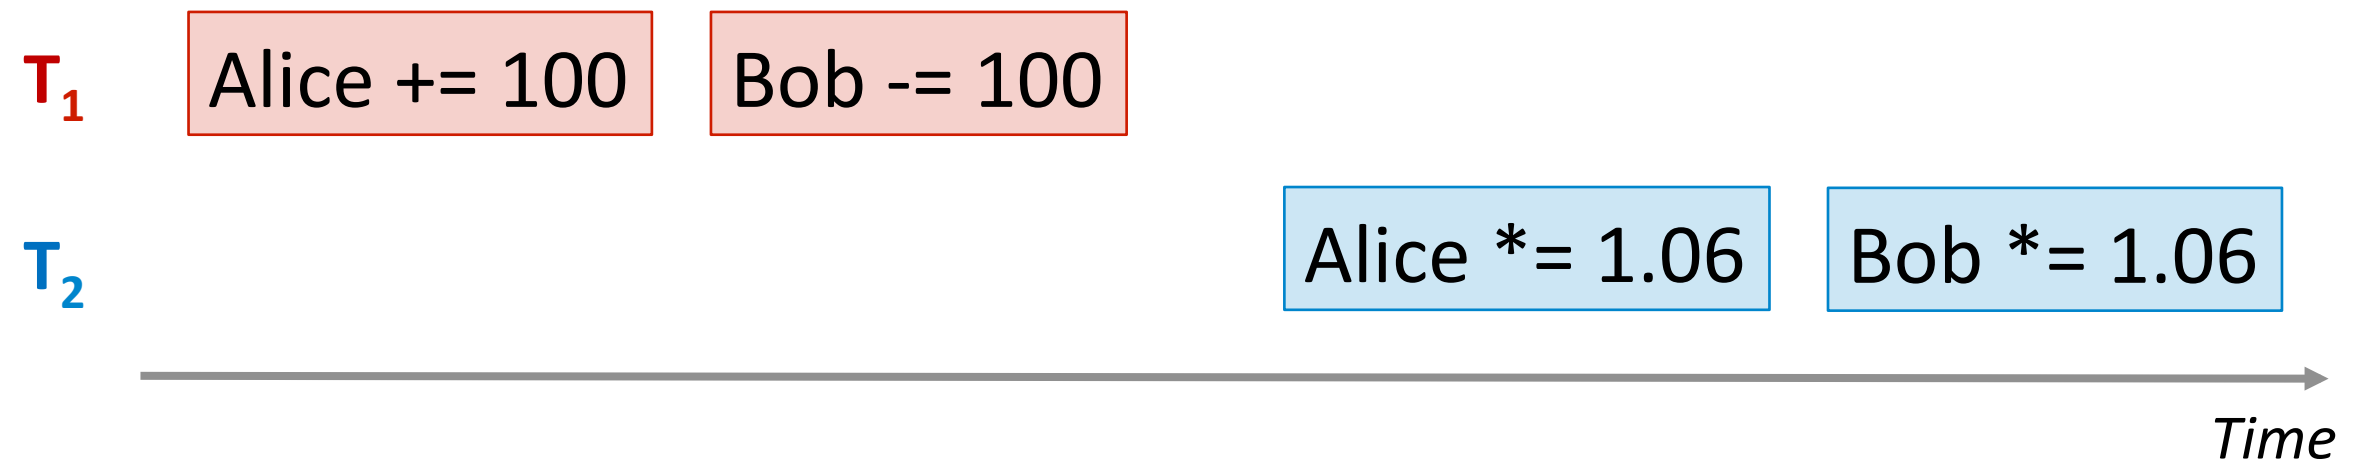 T1 Alice += 100 Bob -= 100
T2 Alice *= 1.06 Bob *= 1.06
Time